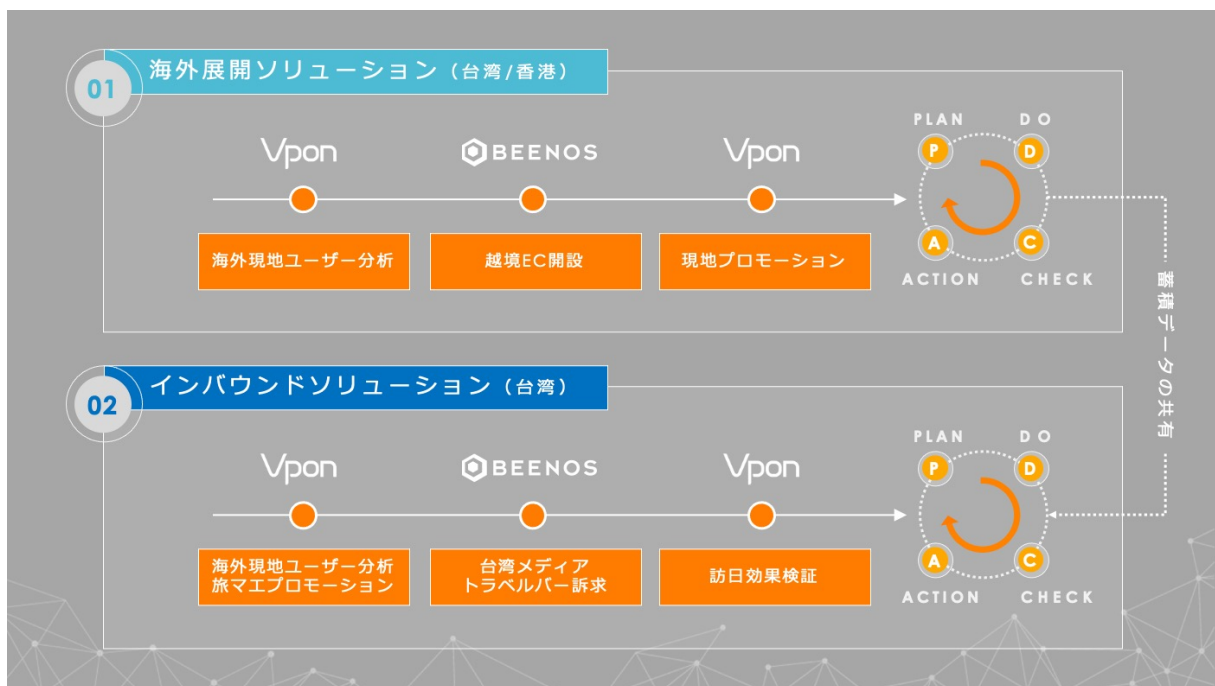 01
海外展開ソリューション（台湾/香港）
Vpon
BEENOS
Vpon
海外現地ユーザー分析
越境EC開設
現地プロモーション
PLAN
DO
P
D
A
C
ACTION
CHECK
蓄積データの共有
02
インバウンドソリューション（台湾）
Vpon
BEENOS
Vpon
海外現地ユーザー分析
旅マエプロモーション
台湾メディア
トラベルバー訴求
訪日効果検証
PLAN
DO
P
D
A
C
ACTION
CHECK